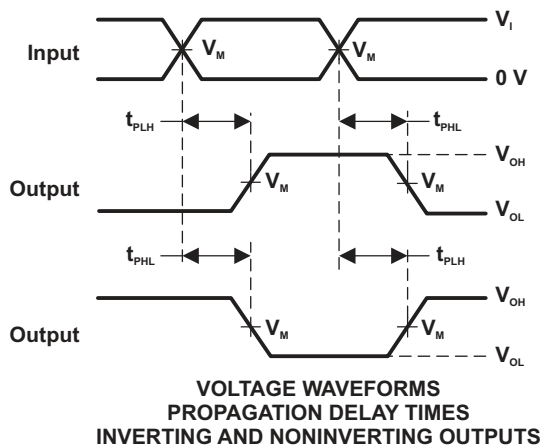 V_I
Input V_M V_M
0 V
t_PLH t_PHL
V_OH
Output V_M V_M
V_OL
t_PHL t_PLH
V_OH
Output V_M V_M
V_OL
VOLTAGE WAVEFORMS
PROPAGATION DELAY TIMES
INVERTING AND NONINVERTING OUTPUTS